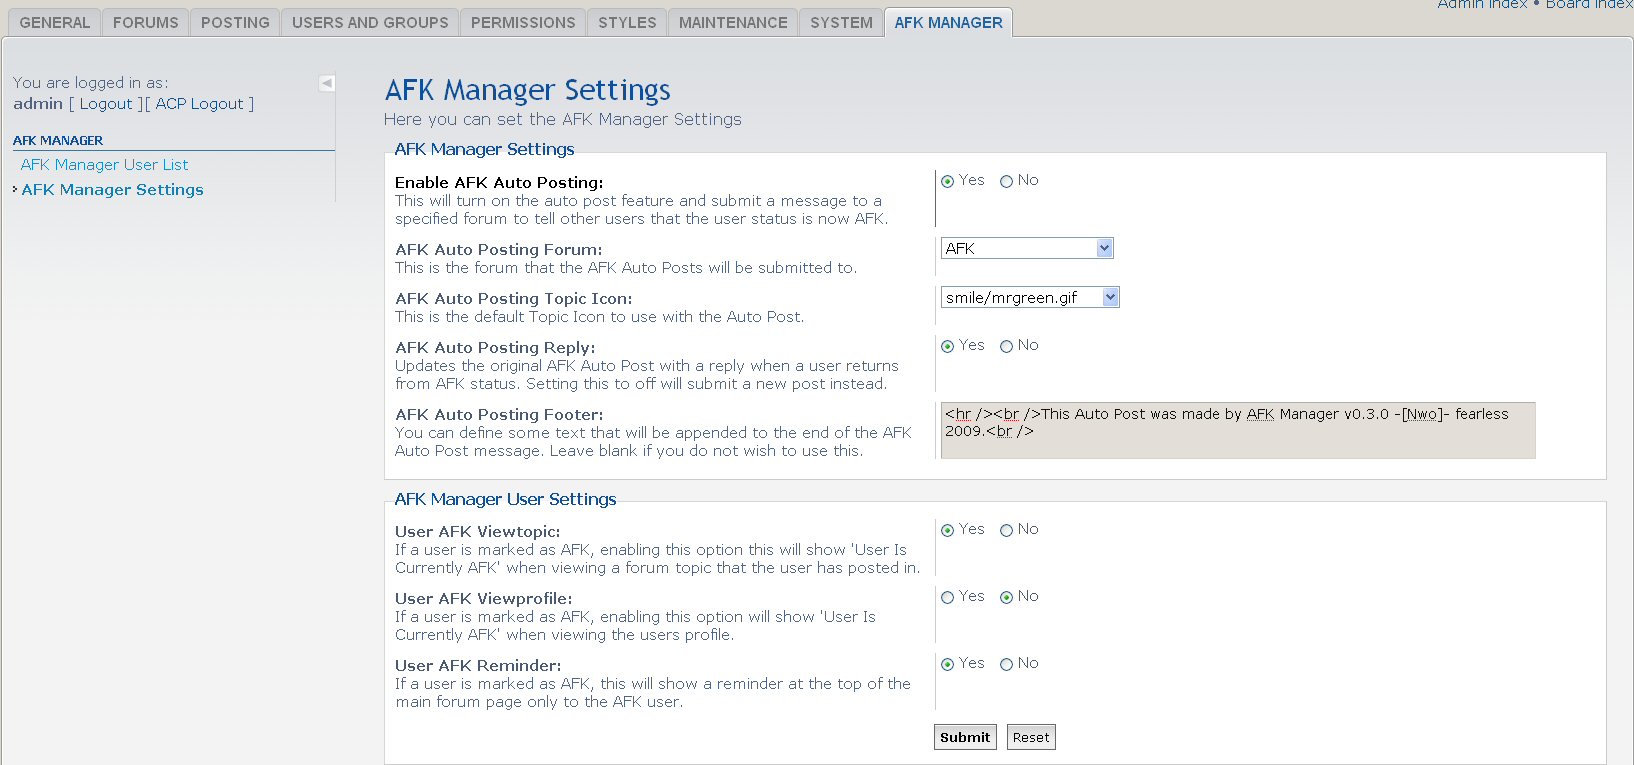 Admin index • Board index
GENERAL FORUMS POSTING USERS AND GROUPS PERMISSIONS STYLES MAINTENANCE SYSTEM AFK MANAGER
You are logged in as:
admin [ Logout ][ ACP Logout ]
AFK MANAGER
AFK Manager User List
AFK Manager Settings
AFK Manager Settings
Here you can set the AFK Manager Settings
AFK Manager Settings
Enable AFK Auto Posting:
This will turn on the auto post feature and submit a message to a
specified forum to tell other users that the user status is now AFK.
Yes No
AFK Auto Posting Forum:
This is the forum that the AFK Auto Posts will be submitted to.
AFK
AFK Auto Posting Topic Icon:
This is the default Topic Icon to use with the Auto Post.
smile/mrgreen.gif
AFK Auto Posting Reply:
Updates the original AFK Auto Post with a reply when a user returns
from AFK status. Setting this to off will submit a new post instead.
Yes No
AFK Auto Posting Footer:
You can define some text that will be appended to the end of the AFK
Auto Post message. Leave blank if you do not wish to use this.
<hr /><br />This Auto Post was made by AFK Manager v0.3.0 -[Nwo]- fearless
2009.<br />
AFK Manager User Settings
User AFK Viewtopic:
If a user is marked as AFK, enabling this option this will show 'User Is
Currently AFK' when viewing a forum topic that the user has posted in.
Yes No
User AFK Viewprofile:
If a user is marked as AFK, enabling this option will show 'User Is
Currently AFK' when viewing the users profile.
Yes No
User AFK Reminder:
If a user is marked as AFK, this will show a reminder at the top of the
main forum page only to the AFK user.
Yes No
Submit Reset